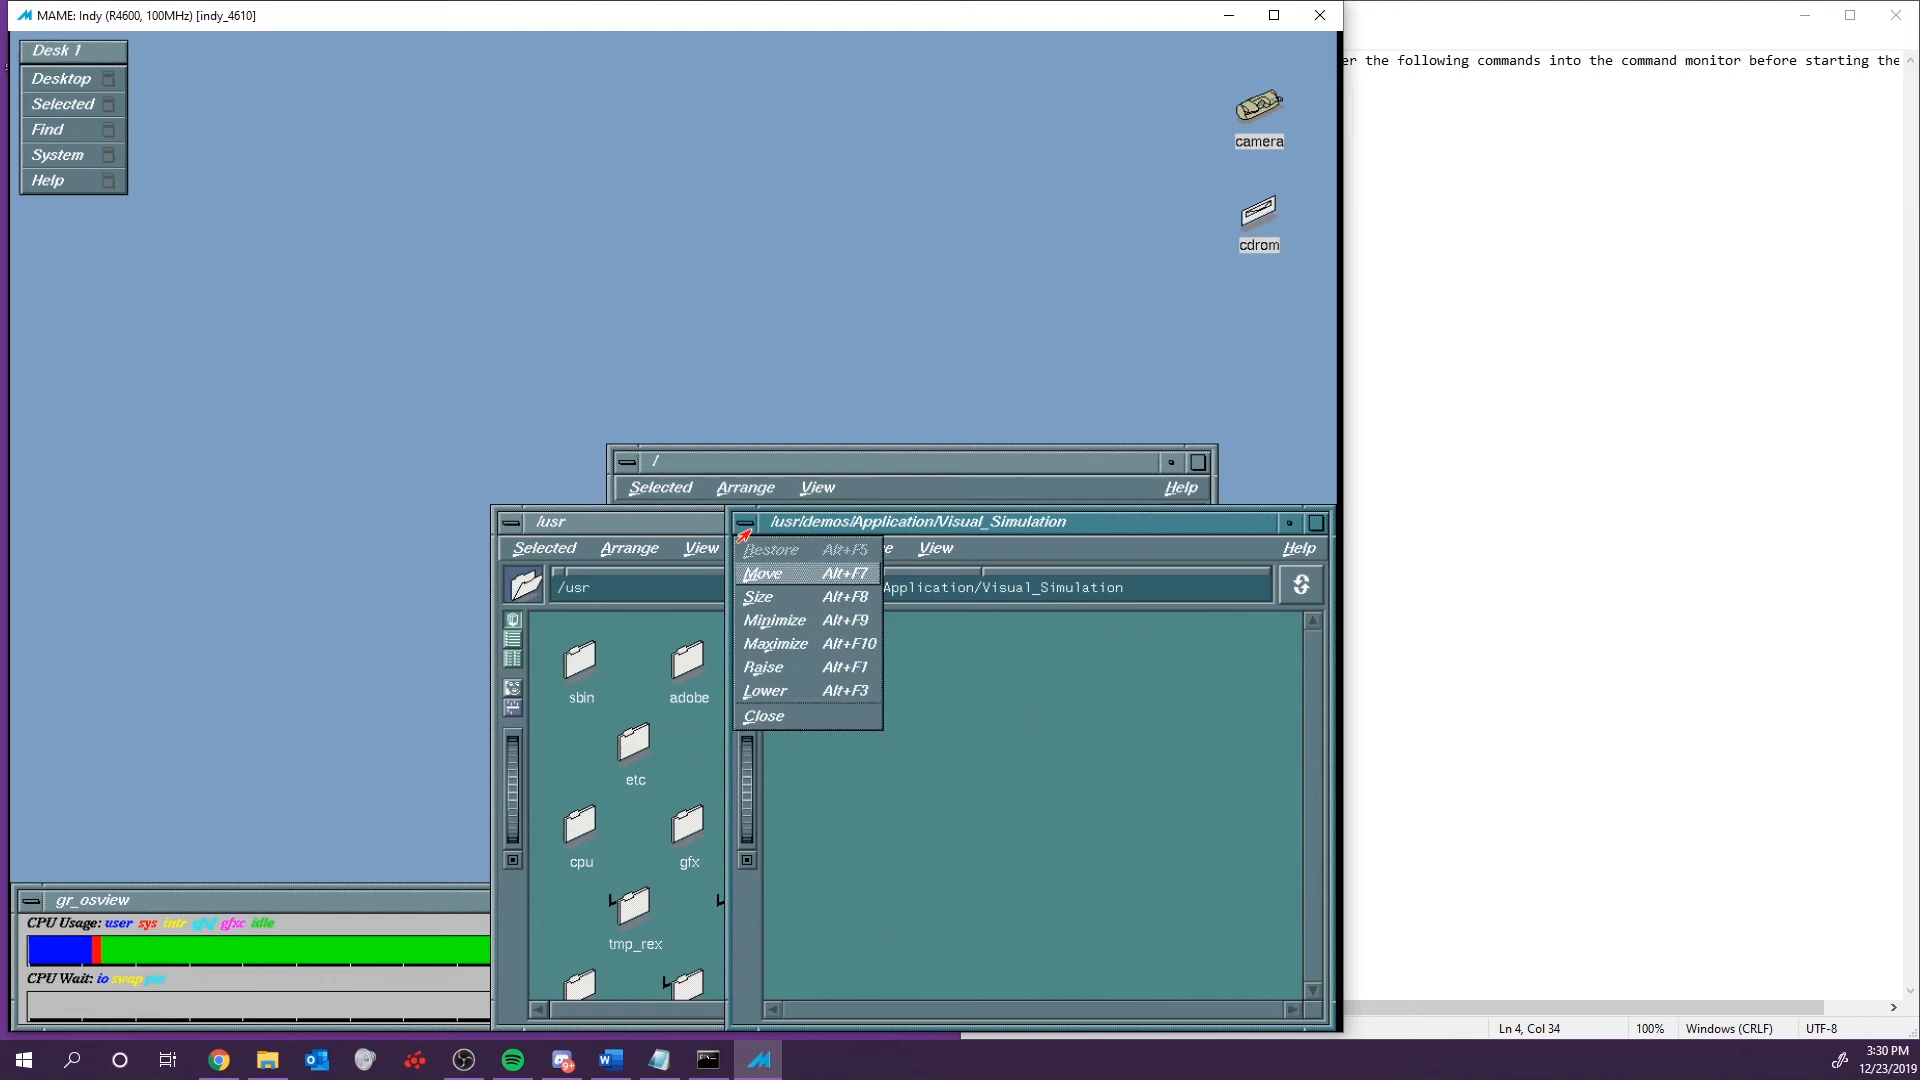 MAME: Indy (R4600, 100MHz) [indy_4610]
Desk 1
Desktop
Selected
Find
System
Help
camera
cdrom
er the following commands into the command monitor before starting the
/
Selected Arrange View Help
/usr
Selected Arrange View
/usr
sbin adobe
etc
cpu gfx
tmp_rex
/usr/demos/Application/Visual_Simulation
e View Help
Application/Visual_Simulation
Restore Alt+F5
Move Alt+F7
Size Alt+F8
Minimize Alt+F9
Maximize Alt+F10
Raise Alt+F1
Lower Alt+F3
Close
gr_osview
CPU Usage: user sys intr gfxf gfxc idle
CPU Wait: io swap pio
Ln 4, Col 34 100% Windows (CRLF) UTF-8
9+
3:30 PM
12/23/2019